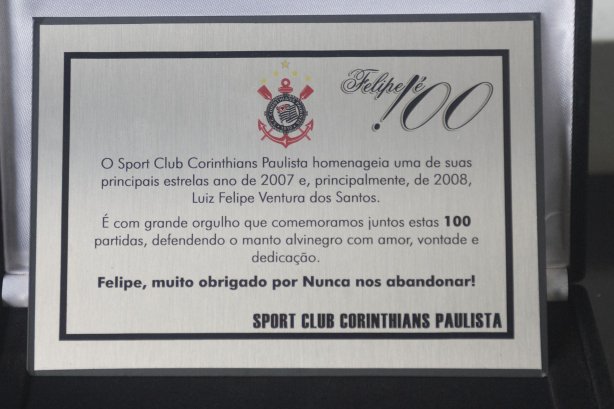 Felipe é
!00
O Sport Club Corinthians Paulista homenageia uma de suas
principais estrelas ano de 2007 e, principalmente, de 2008,
Luiz Felipe Ventura dos Santos.
É com grande orgulho que comemoramos juntos estas 100
partidas, defendendo o manto alvinegro com amor, vontade e
dedicação.
Felipe, muito obrigado por Nunca nos abandonar!
SPORT CLUB CORINTHIANS PAULISTA